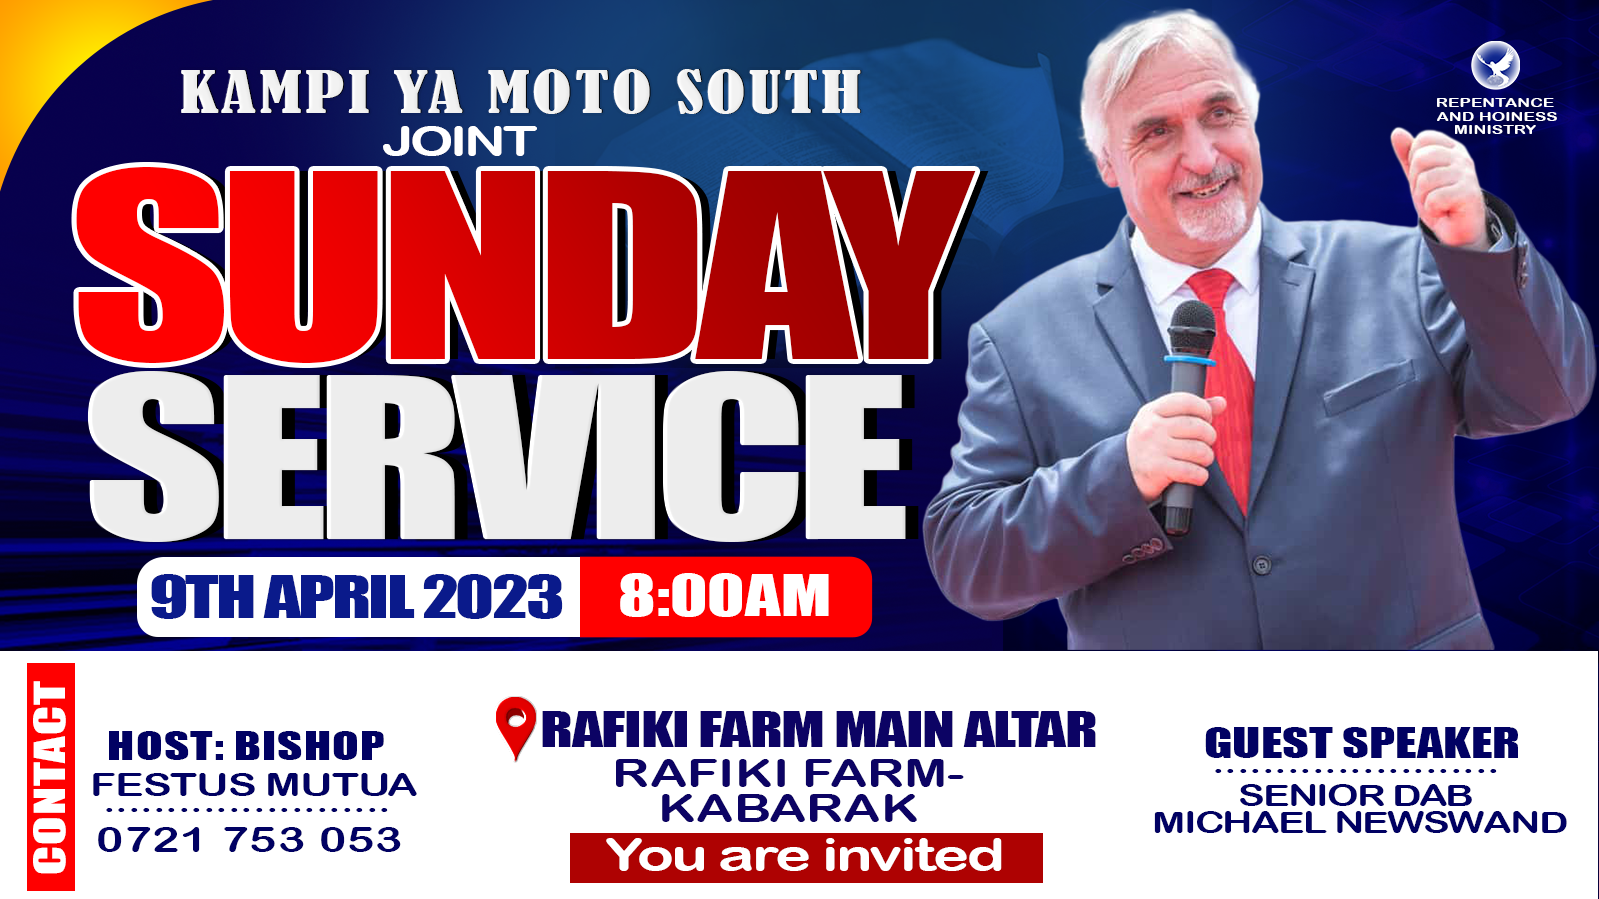 KAMPI YA MOTO SOUTH
JOINT
SUNDAY
SERVICE
9TH APRIL 2023 8:00AM
REPENTANCE
AND HOINESS
MINISTRY
CONTACT
HOST: BISHOP
FESTUS MUTUA
0721 753 053
RAFIKI FARM MAIN ALTAR
RAFIKI FARM-
KABARAK
You are invited
GUEST SPEAKER
SENIOR DAB
MICHAEL NEWSWAND